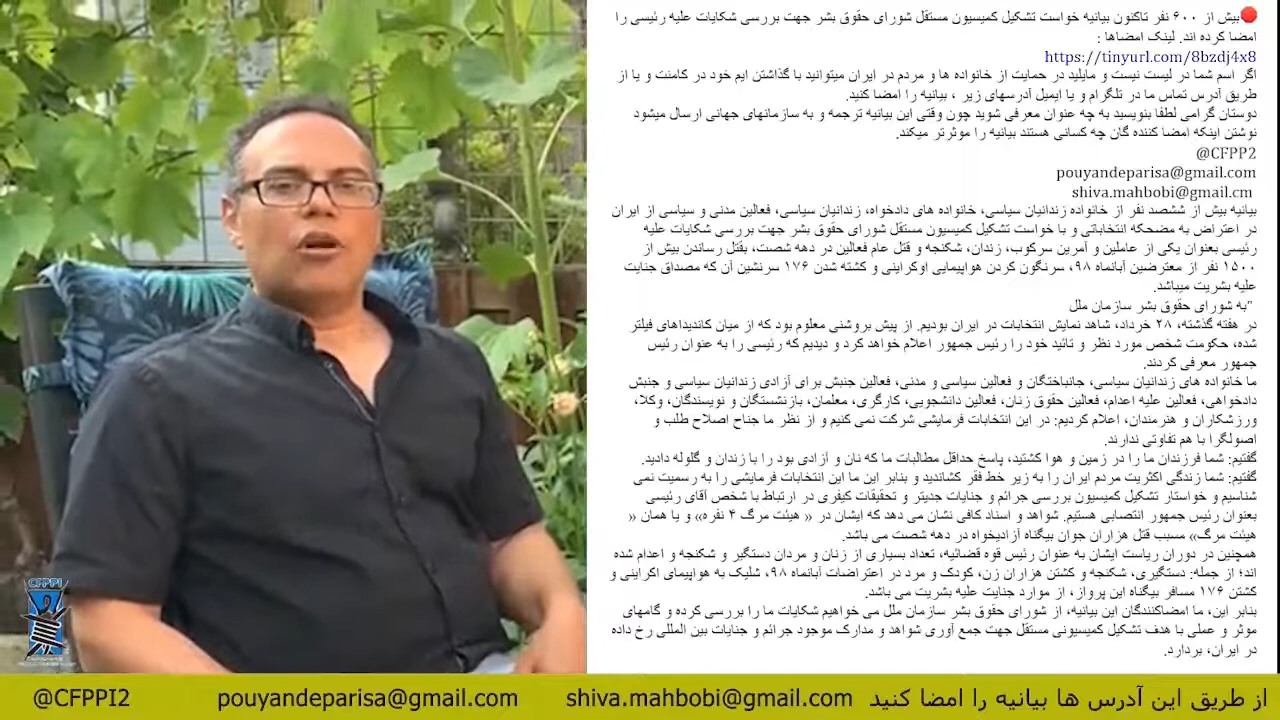 🔴بیش از ۶۰۰ نفر تاکنون بیانیه خواست تشکیل کمیسیون مستقل شورای حقوق بشر جهت بررسی شکایات علیه رئیسی را
امضا کرده اند. لینک امضاها :
https://tinyurl.com/8bzdj4x8
اگر اسم شما در لیست نیست و مایلید در حمایت از خانواده ها و مردم در ایران میتوانید با گذاشتن ایم خود در کامنت و یا از
طریق آدرس تماس ما در تلگرام و یا ایمیل آدرسهای زیر ، بیانیه را امضا کنید.
دوستان گرامی لطفا بنویسید به چه عنوان معرفی شوید چون وقتی این بیانیه ترجمه و به سازمانهای جهانی ارسال میشود
نوشتن اینکه امضا کننده گان چه کسانی هستند بیانیه را موثرتر میکند.
@CFPP2
pouyandeparisa@gmail.com
shiva.mahbobi@gmail.cm
بیانیه بیش از ششصد نفر از خانواده زندانیان سیاسی، خانواده های دادخواه، زندانیان سیاسی، فعالین مدنی و سیاسی از ایران
در اعتراض به مضحکه انتخاباتی و با خواست تشکیل کمیسیون مستقل شورای حقوق بشر جهت بررسی شکایات علیه
رئیسی بعنوان یکی از عاملین و آمرین سرکوب، زندان، شکنجه و قتل عام فعالین در دهه شصت، بقتل رساندن بیش از
۱۵۰۰ نفر از معترضین آبانماه ۹۸، سرنگون کردن هواپیمایی اوکراینی و کشته شدن ۱۷۶ سرنشین آن که مصداق جنایت
علیه بشریت میباشد.
"به شورای حقوق بشر سازمان ملل
در هفته گذشته، ۲۸ خرداد، شاهد نمایش انتخابات در ایران بودیم. از پیش بروشنی معلوم بود که از میان کاندیداهای فیلتر
شده، حکومت شخص مورد نظر و تائید خود را رئیس جمهور اعلام خواهد کرد و دیدیم که رئیسی را به عنوان رئیس
جمهور معرفی کردند.
ما خانواده های زندانیان سیاسی، جانباختگان و فعالین سیاسی و مدنی، فعالین جنبش برای آزادی زندانیان سیاسی و جنبش
دادخواهی، فعالین علیه اعدام، فعالین حقوق زنان، فعالین دانشجویی، کارگری، معلمان، بازنشستگان و نویسندگان، وکلا،
ورزشکاران و هنرمندان، اعلام کردیم: در این انتخابات فرمایشی شرکت نمی کنیم و از نظر ما جناح اصلاح طلب و
اصولگرا با هم تفاوتی ندارند.
گفتیم: شما فرزندان ما را در زمین و هوا کشتید، پاسخ حداقل مطالبات ما که نان و آزادی بود را با زندان و گلوله دادید.
گفتیم: شما زندگی اکثریت مردم ایران را به زیر خط فقر کشاندید و بنابر این ما این انتخابات فرمایشی را به رسمیت نمی
شناسیم و خواستار تشکیل کمیسیون بررسی جرائم و جنایات جدیتر و تحقیقات کیفری در ارتباط با شخص آقای رئیسی
بعنوان رئیس جمهور انتصابی هستیم. شواهد و اسناد کافی نشان می دهد که ایشان در « هیئت مرگ ۴ نفره» و یا همان «
هیئت مرگ» مسبب قتل هزاران جوان بیگناه آزادیخواه در دهه شصت می باشد.
همچنین در دوران ریاست ایشان به عنوان رئیس قوه قضائیه، تعداد بسیاری از زنان و مردان دستگیر و شکنجه و اعدام شده
اند؛ از جمله: دستگیری، شکنجه و کشتن هزاران زن، کودک و مرد در اعتراضات آبانماه ۹۸، شلیک به هواپیمای اکراینی و
کشتن ۱۷۶ مسافر بیگناه این پرواز، از موارد جنایت علیه بشریت می باشد.
بنابر این، ما امضاکنندگان این بیانیه، از شورای حقوق بشر سازمان ملل می خواهیم شکایات ما را بررسی کرده و گامهای
موثر و عملی با هدف تشکیل کمیسیونی مستقل جهت جمع آوری شواهد و مدارک موجود جرائم و جنایات بین المللی رخ داده
در ایران، بردارد.
CFPPI
از طریق این آدرس ها بیانیه را امضا کنید shiva.mahbobi@gmail.com pouyandeparisa@gmail.com @CFPPI2